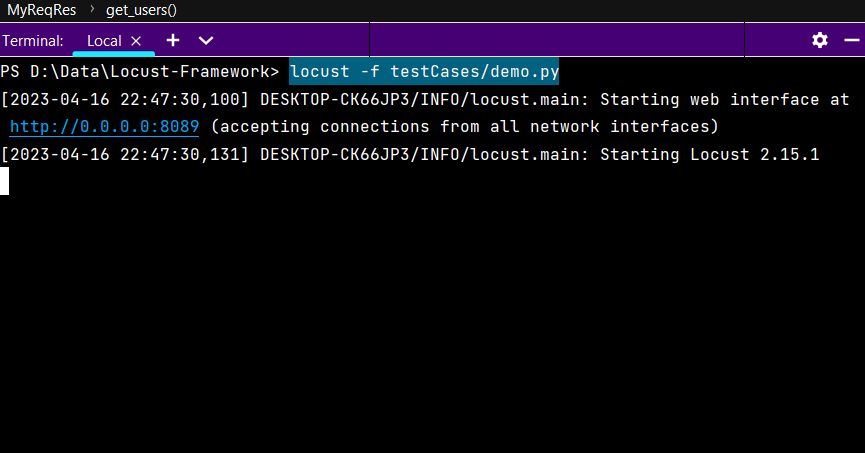 MyReqRes > get_users()
Terminal: Local × + ⌄
PS D:\Data\Locust-Framework> locust -f testCases/demo.py
[2023-04-16 22:47:30,100] DESKTOP-CK66JP3/INFO/locust.main: Starting web interface at
http://0.0.0.0:8089 (accepting connections from all network interfaces)
[2023-04-16 22:47:30,131] DESKTOP-CK66JP3/INFO/locust.main: Starting Locust 2.15.1